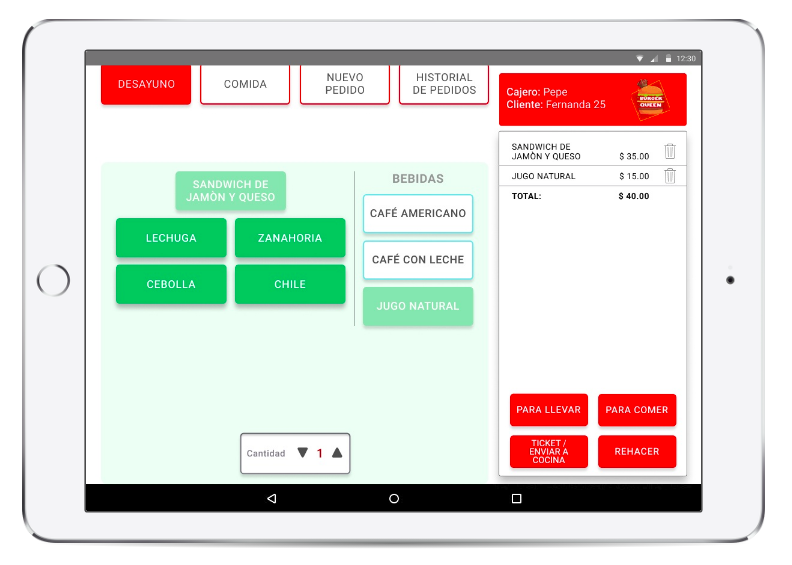 12:30
DESAYUNO
COMIDA
NUEVO
PEDIDO
HISTORIAL
DE PEDIDOS
Cajero: Pepe
Cliente: Fernanda 25
BURGER
QUEEN
SANDWICH DE
JAMÒN Y QUESO
BEBIDAS
CAFÉ AMERICANO
LECHUGA
ZANAHORIA
CAFÉ CON LECHE
CEBOLLA
CHILE
JUGO NATURAL
Cantidad
1
SANDWICH DE
JAMÒN Y QUESO $ 35.00
JUGO NATURAL $ 15.00
TOTAL: $ 40.00
PARA LLEVAR
PARA COMER
TICKET /
ENVIAR A
COCINA
REHACER